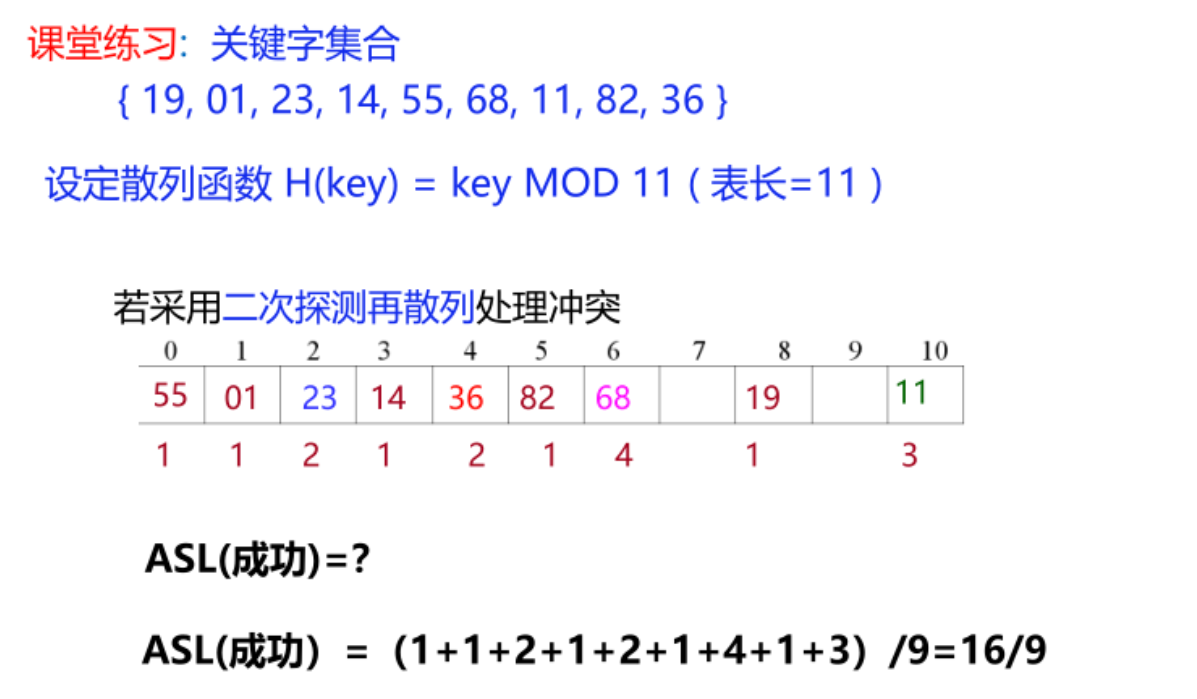 课堂练习: 关键字集合
{ 19, 01, 23, 14, 55, 68, 11, 82, 36 }
设定散列函数 H(key) = key MOD 11 ( 表长=11 )
若采用二次探测再散列处理冲突
0 1 2 3 4 5 6 7 8 9 10
55 01 23 14 36 82 68 19 11
1 1 2 1 2 1 4 1 3
ASL(成功)=?
ASL(成功) = (1+1+2+1+2+1+4+1+3) /9=16/9